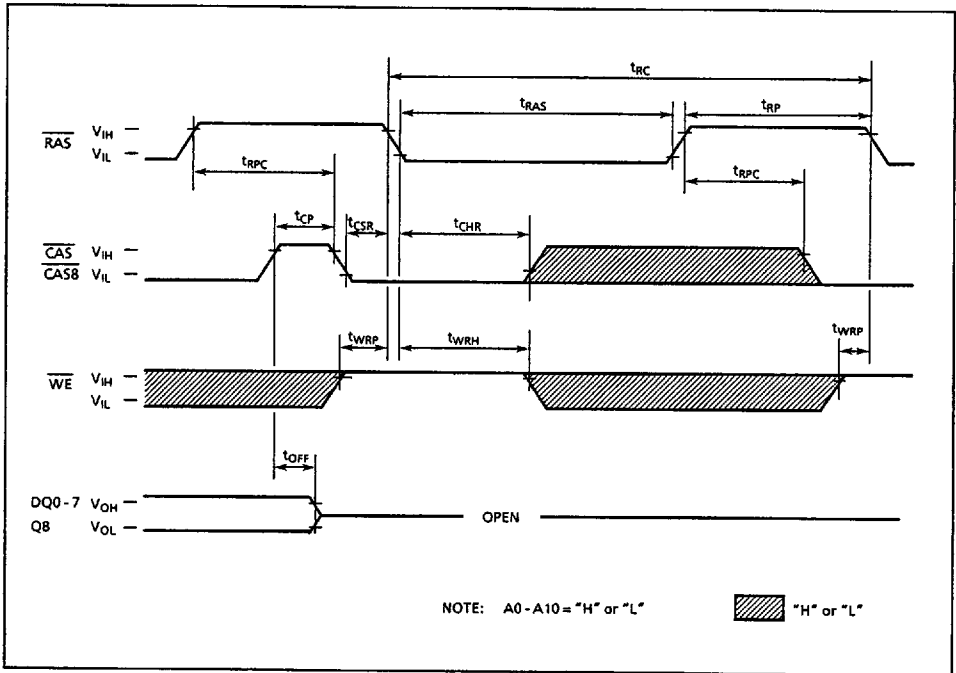 tRC
tRAS
tRP
RAS VIH
VIL
tRPC
tRPC
tCP
tCSR
tCHR
CAS VIH
CAS8 VIL
tWRP
tWRH
tWRP
WE VIH
VIL
tOFF
DQ0-7 VOH
Q8 VOL
OPEN
NOTE: A0-A10="H" or "L"
"H" or "L"